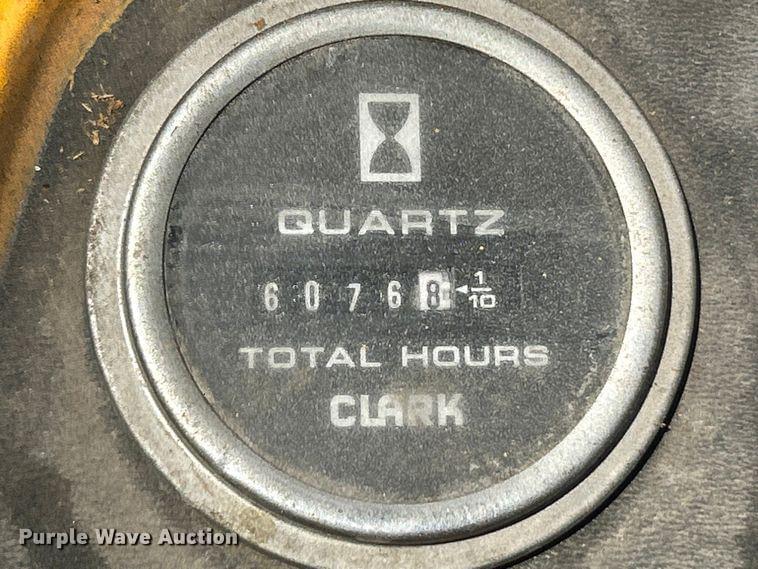 QUARTZ
6 0 7 6 8 1/10
TOTAL HOURS
CLARK
Purple Wave Auction